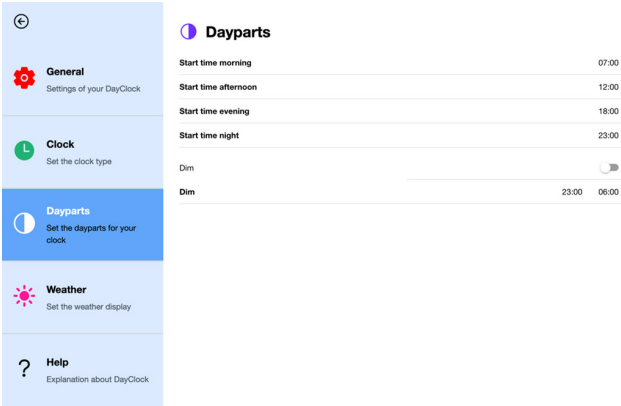 General
Settings of your DayClock
Clock
Set the clock type
Dayparts
Set the dayparts for your
clock
Weather
Set the weather display
?
Help
Explanation about DayClock
Dayparts
Start time morning 07:00
Start time afternoon 12:00
Start time evening 18:00
Start time night 23:00
Dim
Dim 23:00 06:00